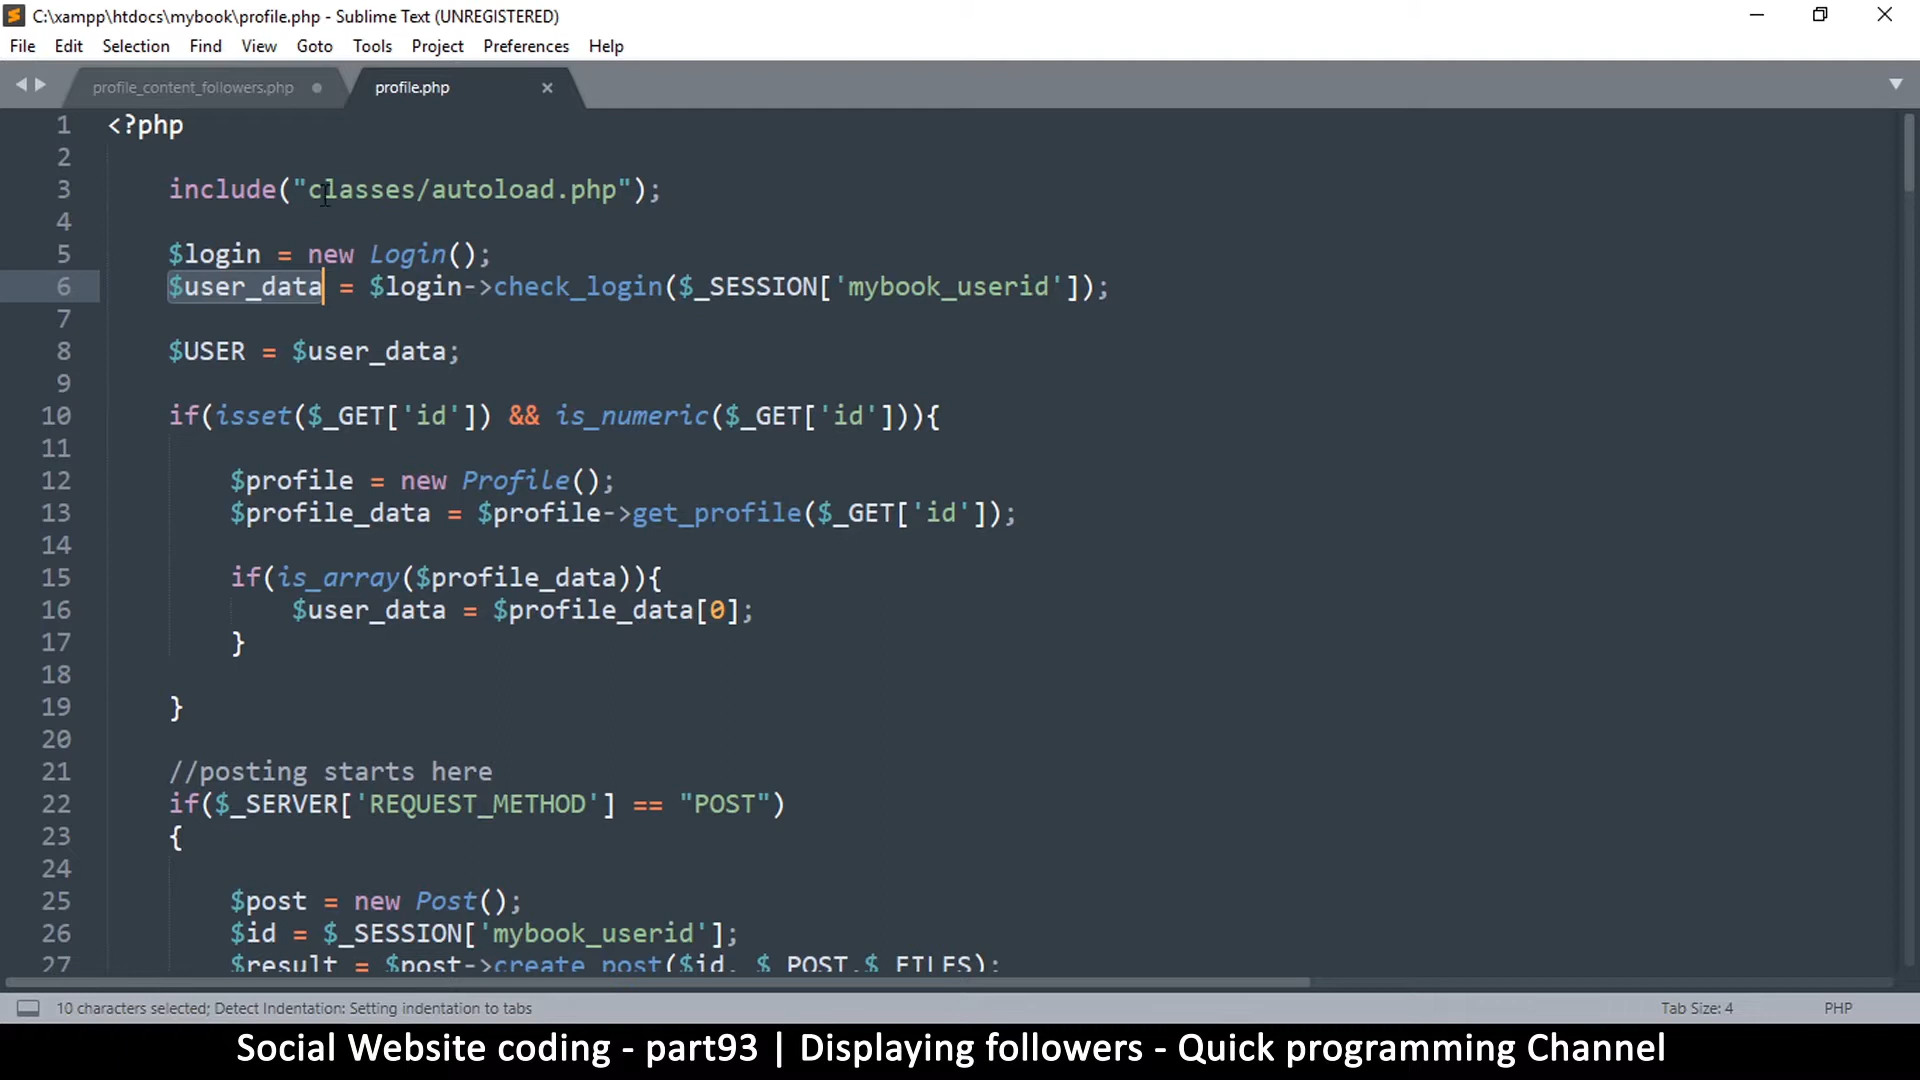 C:\xampp\htdocs\mybook\profile.php - Sublime Text (UNREGISTERED)
File Edit Selection Find View Goto Tools Project Preferences Help
profile_content_followers.php profile.php
1 <?php
2
3 include("classes/autoload.php");
4
5 $login = new Login();
6 $user_data = $login->check_login($_SESSION['mybook_userid']);
7
8 $USER = $user_data;
9
10 if(isset($_GET['id']) && is_numeric($_GET['id'])){
11
12 $profile = new Profile();
13 $profile_data = $profile->get_profile($_GET['id']);
14
15 if(is_array($profile_data)){
16 $user_data = $profile_data[0];
17 }
18
19 }
20
21 //posting starts here
22 if($_SERVER['REQUEST_METHOD'] == "POST")
23 {
24
25 $post = new Post();
26 $id = $_SESSION['mybook_userid'];
27 $result = $post->create_post($id, $_POST,$_FILES);
10 characters selected; Detect Indentation: Setting indentation to tabs Tab Size: 4 PHP
Social Website coding - part93 | Displaying followers - Quick programming Channel